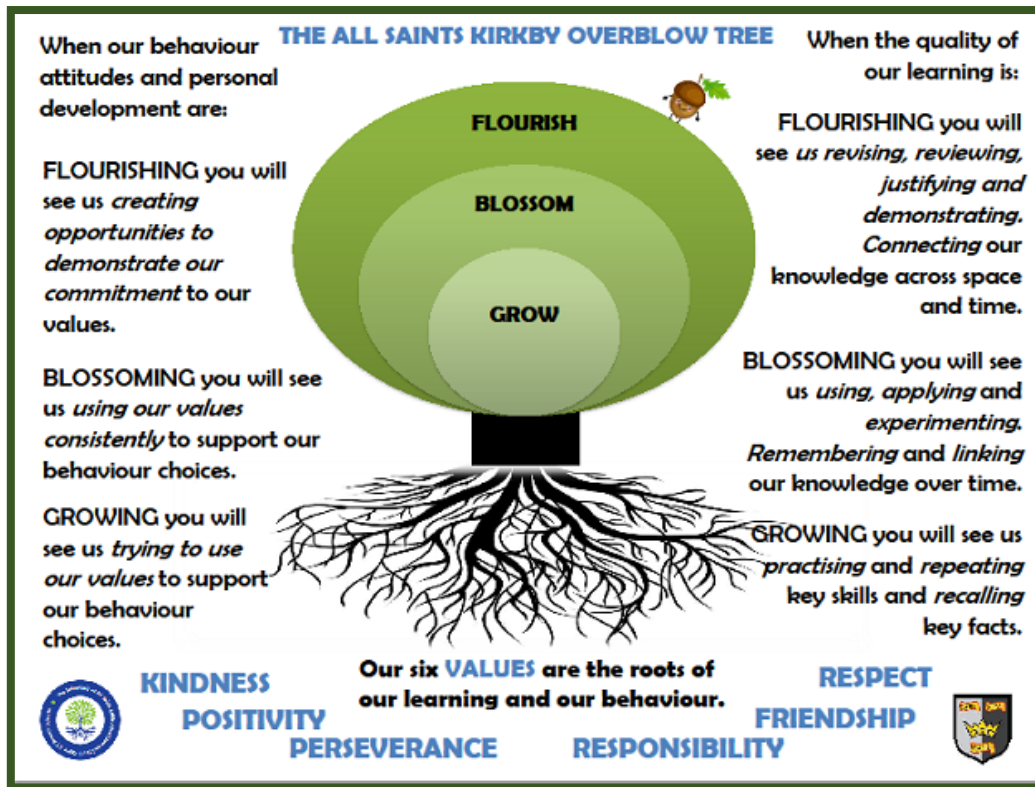 THE ALL SAINTS KIRKBY OVERBLOW TREE
When our behaviour
attitudes and personal
development are:
FLOURISHING you will
see us creating
opportunities to
demonstrate our
commitment to our
values.
BLOSSOMING you will see
us using our values
consistently to support our
behaviour choices.
GROWING you will
see us trying to use
our values to support
our behaviour
choices.
FLOURISH
BLOSSOM
GROW
When the quality of
our learning is:
FLOURISHING you will
see us revising, reviewing,
justifying and
demonstrating.
Connecting our
knowledge across space
and time.
BLOSSOMING you will see
us using, applying and
experimenting.
Remembering and linking
our knowledge over time.
GROWING you will see us
practising and repeating
key skills and recalling
key facts.
Our six VALUES are the roots of
our learning and our behaviour.
KINDNESS
POSITIVITY
PERSEVERANCE
RESPONSIBILITY
FRIENDSHIP
RESPECT